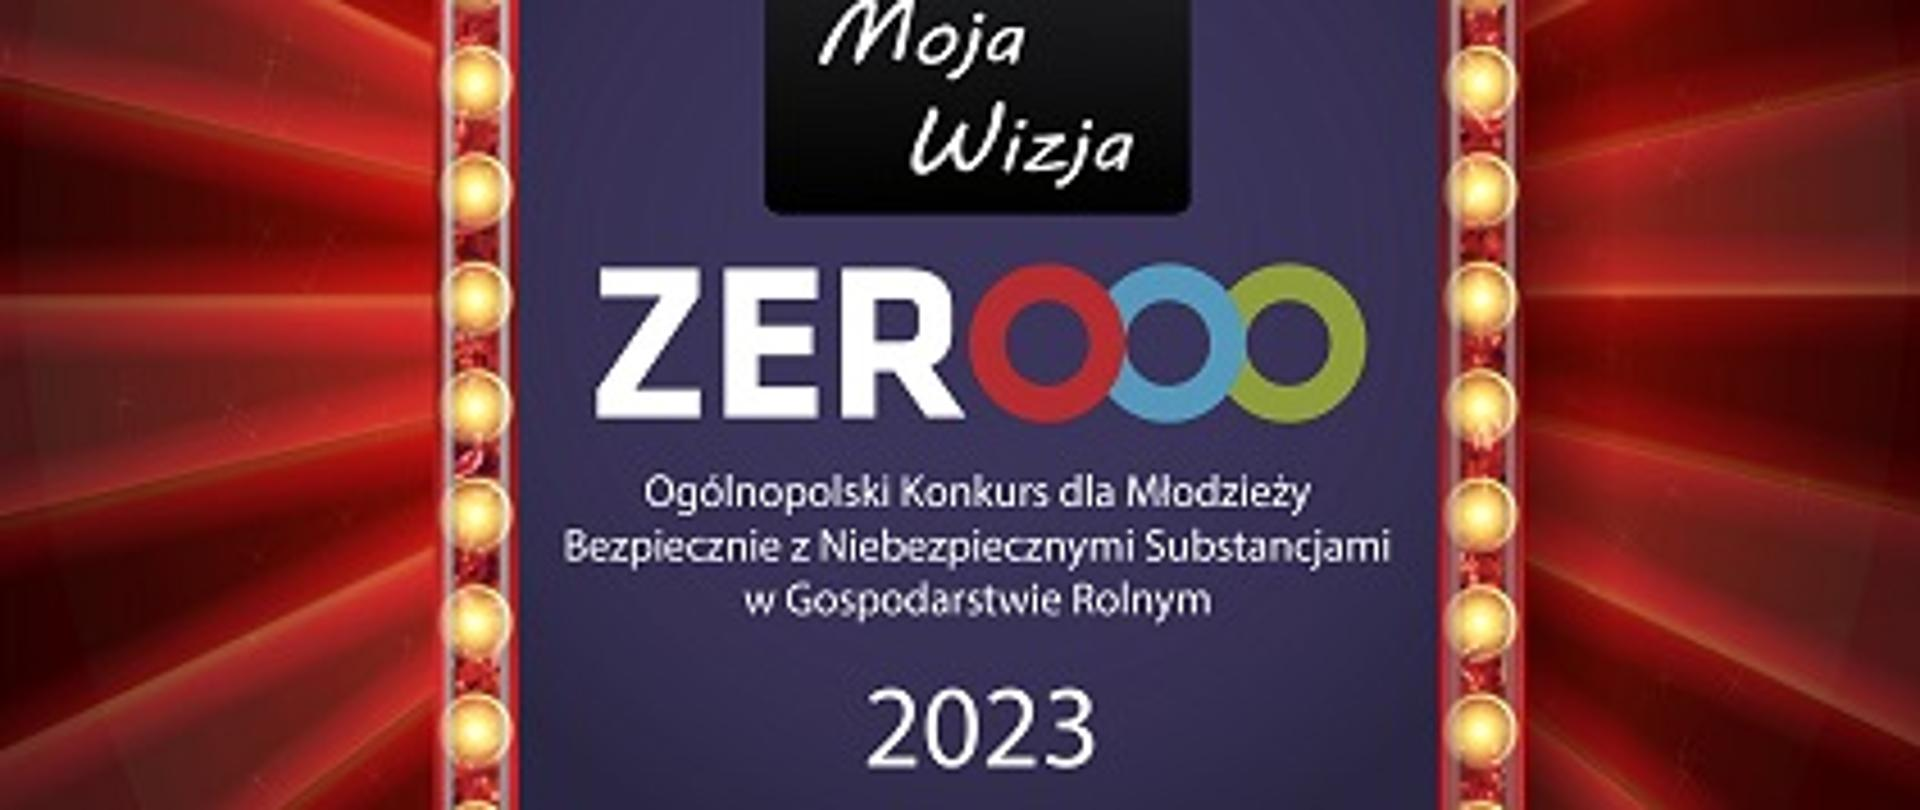 Moja
Wizja
ZEROOO
Ogólnopolski Konkurs dla Młodzieży
Bezpiecznie z Niebezpiecznymi Substancjami
w Gospodarstwie Rolnym
2023